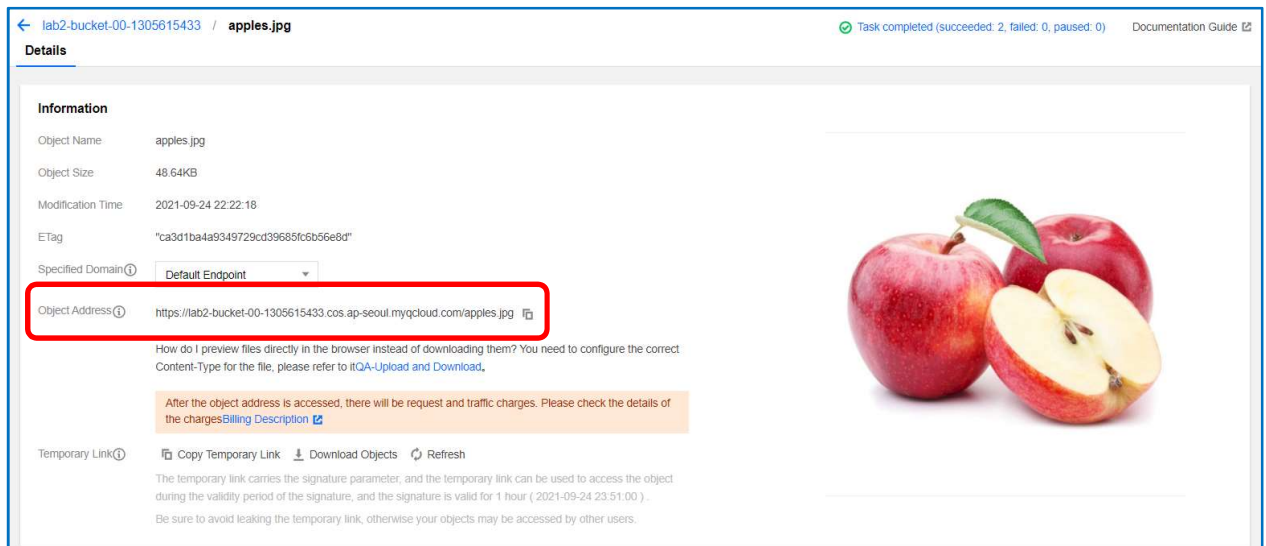 lab2-bucket-00-1305615433 / apples.jpg
Task completed (succeeded: 2, failed: 0, paused: 0) Documentation Guide
Details
Information
Object Name apples.jpg
Object Size 48.64KB
Modification Time 2021-09-24 22:22:18
ETag "ca3d1ba4a9349729cd39685fc6b56e8d"
Specified Domain Default Endpoint
Object Address https://lab2-bucket-00-1305615433.cos.ap-seoul.myqcloud.com/apples.jpg
How do I preview files directly in the browser instead of downloading them? You need to configure the correct
Content-Type for the file, please refer to itQA-Upload and Download。
After the object address is accessed, there will be request and traffic charges. Please check the details of
the chargesBilling Description
Temporary Link Copy Temporary Link Download Objects Refresh
The temporary link carries the signature parameter, and the temporary link can be used to access the object
during the validity period of the signature, and the signature is valid for 1 hour ( 2021-09-24 23:51:00 ) .
Be sure to avoid leaking the temporary link, otherwise your objects may be accessed by other users.